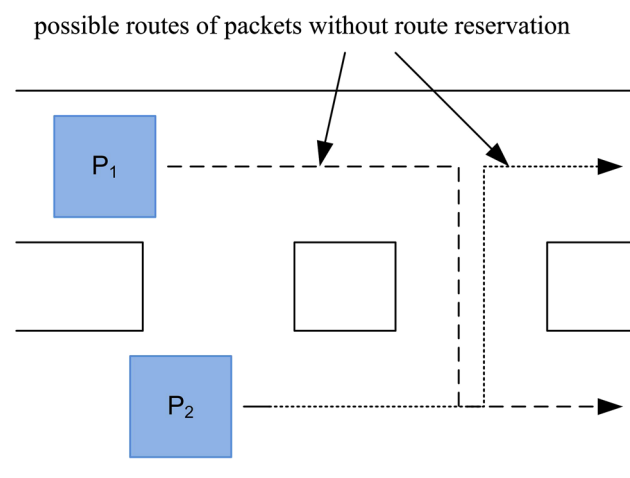 possible routes of packets without route reservation
P₁
P₂